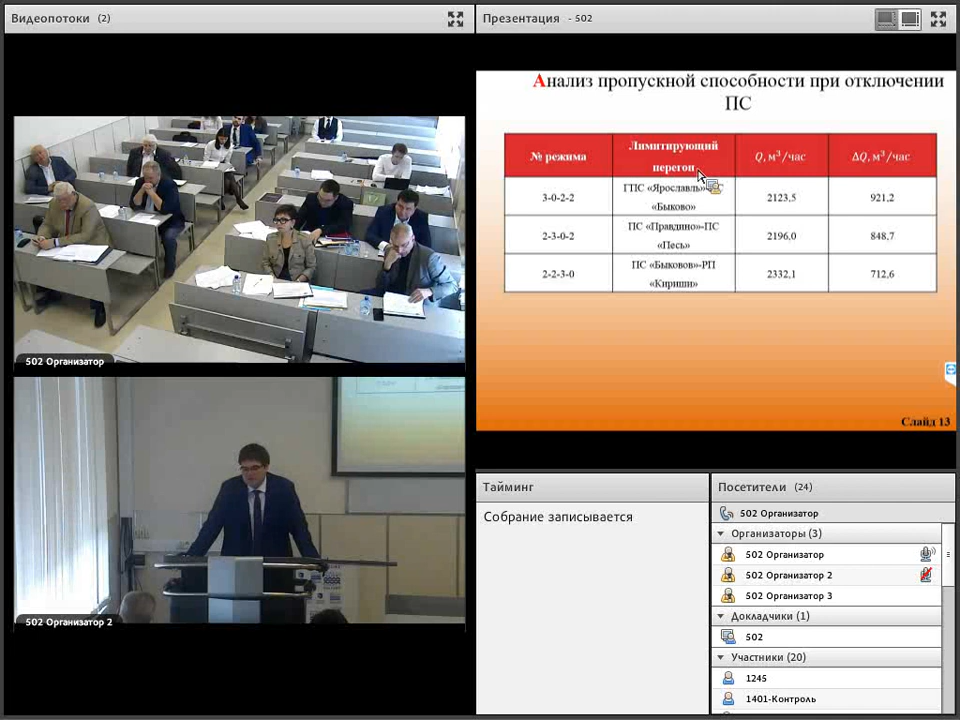 Видеопотоки (2)
502 Организатор
502 Организатор 2
Презентация - 502
Анализ пропускной способности при отключении
ПС
№ режима
Лимитирующий
перегон
Q, м³/час
ΔQ, м³/час
3-0-2-2
ГПС «Ярославль»
«Быково»
2123,5
921,2
2-3-0-2
ПС «Правдино»-ПС
«Песь»
2196,0
848,7
2-2-3-0
ПС «Быковов»-РП
«Кириши»
2332,1
712,6
Слайд 13
Тайминг
Собрание записывается
Посетители (24)
502 Организатор
Организаторы (3)
502 Организатор
502 Организатор 2
502 Организатор 3
Докладчики (1)
502
Участники (20)
1245
1401-Контроль